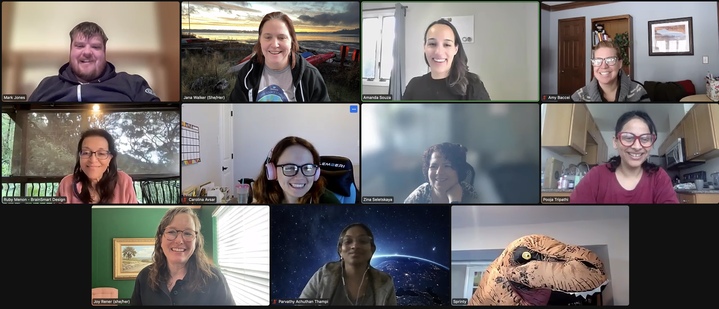 Mark Jones
Jana Walker (She/Her)
Amanda Souza
Amy Baccei
Ruby Menon – BrainSmart Design
Carolina Avsar
Zina Seleiskaya
Pooja Tripathi
Joy Reiner (she/her)
Parvathy Achuthan Thampi
Sprinty